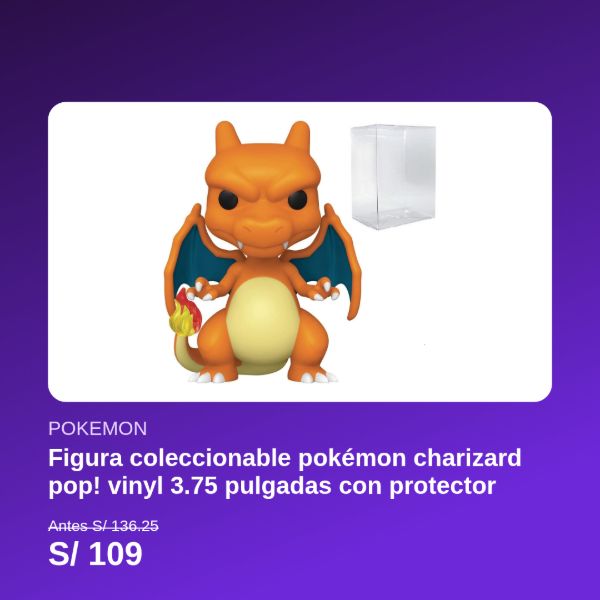 POKEMON
Figura coleccionable pokémon charizard
pop! vinyl 3.75 pulgadas con protector
Antes S/ 136.25
S/ 109